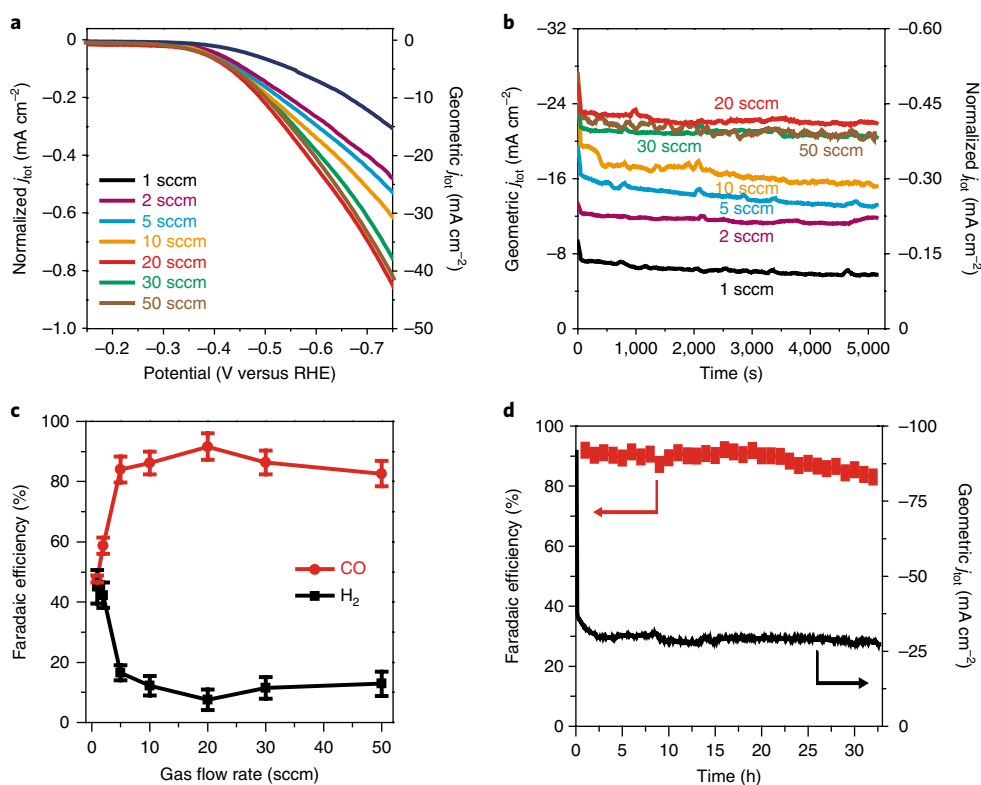 a
0
−0.2
−0.4
−0.6
−0.8
−1.0
Normalized jtot (mA cm−2)
0
−10
−20
−30
−40
−50
Geometric jtot (mA cm−2)
1 sccm
2 sccm
5 sccm
10 sccm
20 sccm
30 sccm
50 sccm
−0.2 −0.3 −0.4 −0.5 −0.6 −0.7
Potential (V versus RHE)
b
−32
−24
−16
−8
0
Geometric jtot (mA cm−2)
−0.60
−0.45
−0.30
−0.15
0
Normalized jtot (mA cm−2)
20 sccm
30 sccm
50 sccm
10 sccm
5 sccm
2 sccm
1 sccm
0 1,000 2,000 3,000 4,000 5,000
Time (s)
c
100
80
60
40
20
0
Faradaic efficiency (%)
CO
H2
0 10 20 30 40 50
Gas flow rate (sccm)
d
100
80
60
40
20
0
Faradaic efficiency (%)
−100
−75
−50
−25
0
Geometric jtot (mA cm−2)
0 5 10 15 20 25 30
Time (h)